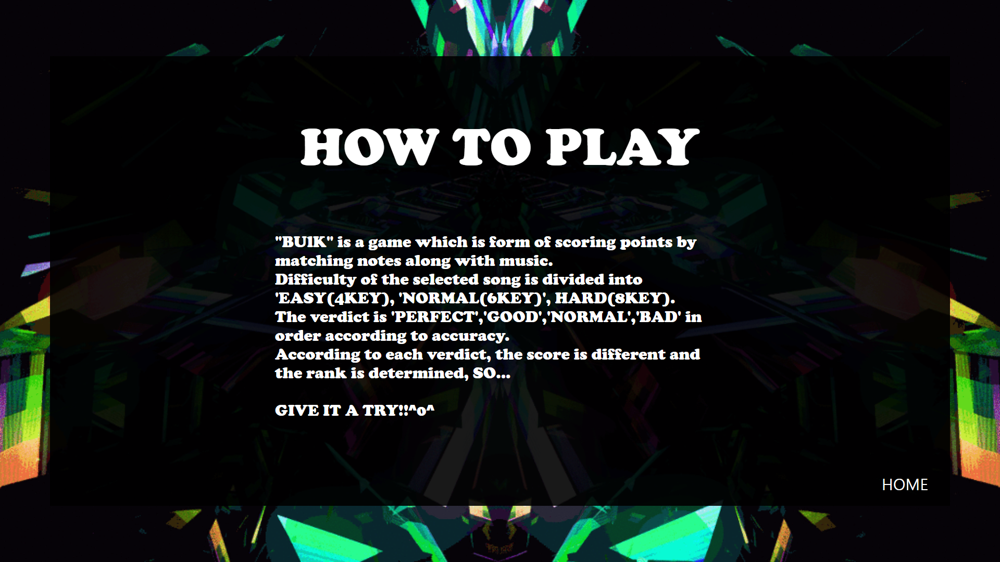 HOW TO PLAY
"BU1K" is a game which is form of scoring points by
matching notes along with music.
Difficulty of the selected song is divided into
'EASY(4KEY), 'NORMAL(6KEY)', HARD(8KEY).
The verdict is 'PERFECT','GOOD','NORMAL','BAD' in
order according to accuracy.
According to each verdict, the score is different and
the rank is determined, SO...
GIVE IT A TRY!!^o^
HOME